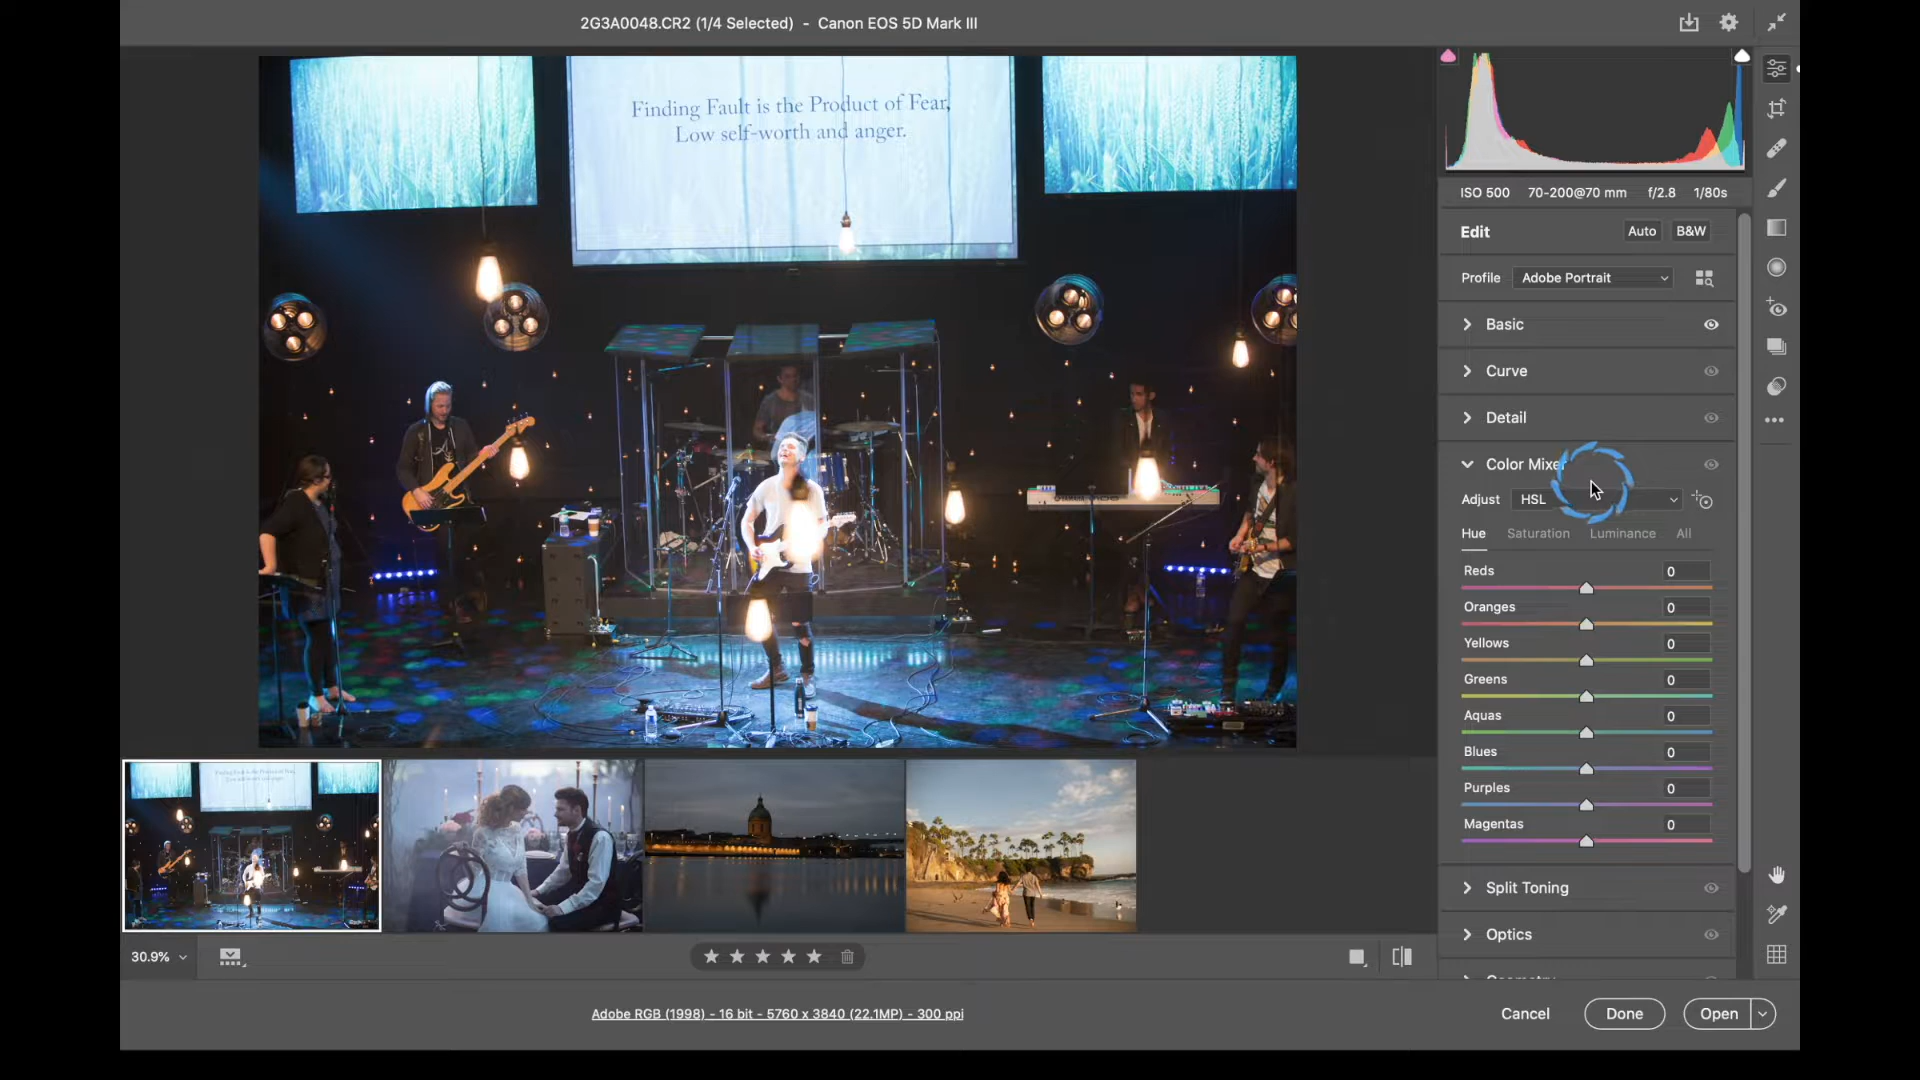 2G3A0048.CR2 (1/4 Selected) - Canon EOS 5D Mark III
Finding Fault is the Product of Fear,
Low self-worth and anger.
ISO 500 70-200@70 mm f/2.8 1/80s
Edit Auto B&W
Profile Adobe Portrait
Basic
Curve
Detail
Color Mixer
Adjust HSL
Hue Saturation Luminance All
Reds 0
Oranges 0
Yellows 0
Greens 0
Aquas 0
Blues 0
Purples 0
Magentas 0
Split Toning
Optics
Geometry
30.9%
Adobe RGB (1998) - 16 bit - 5760 x 3840 (22.1MP) - 300 ppi
Cancel Done Open